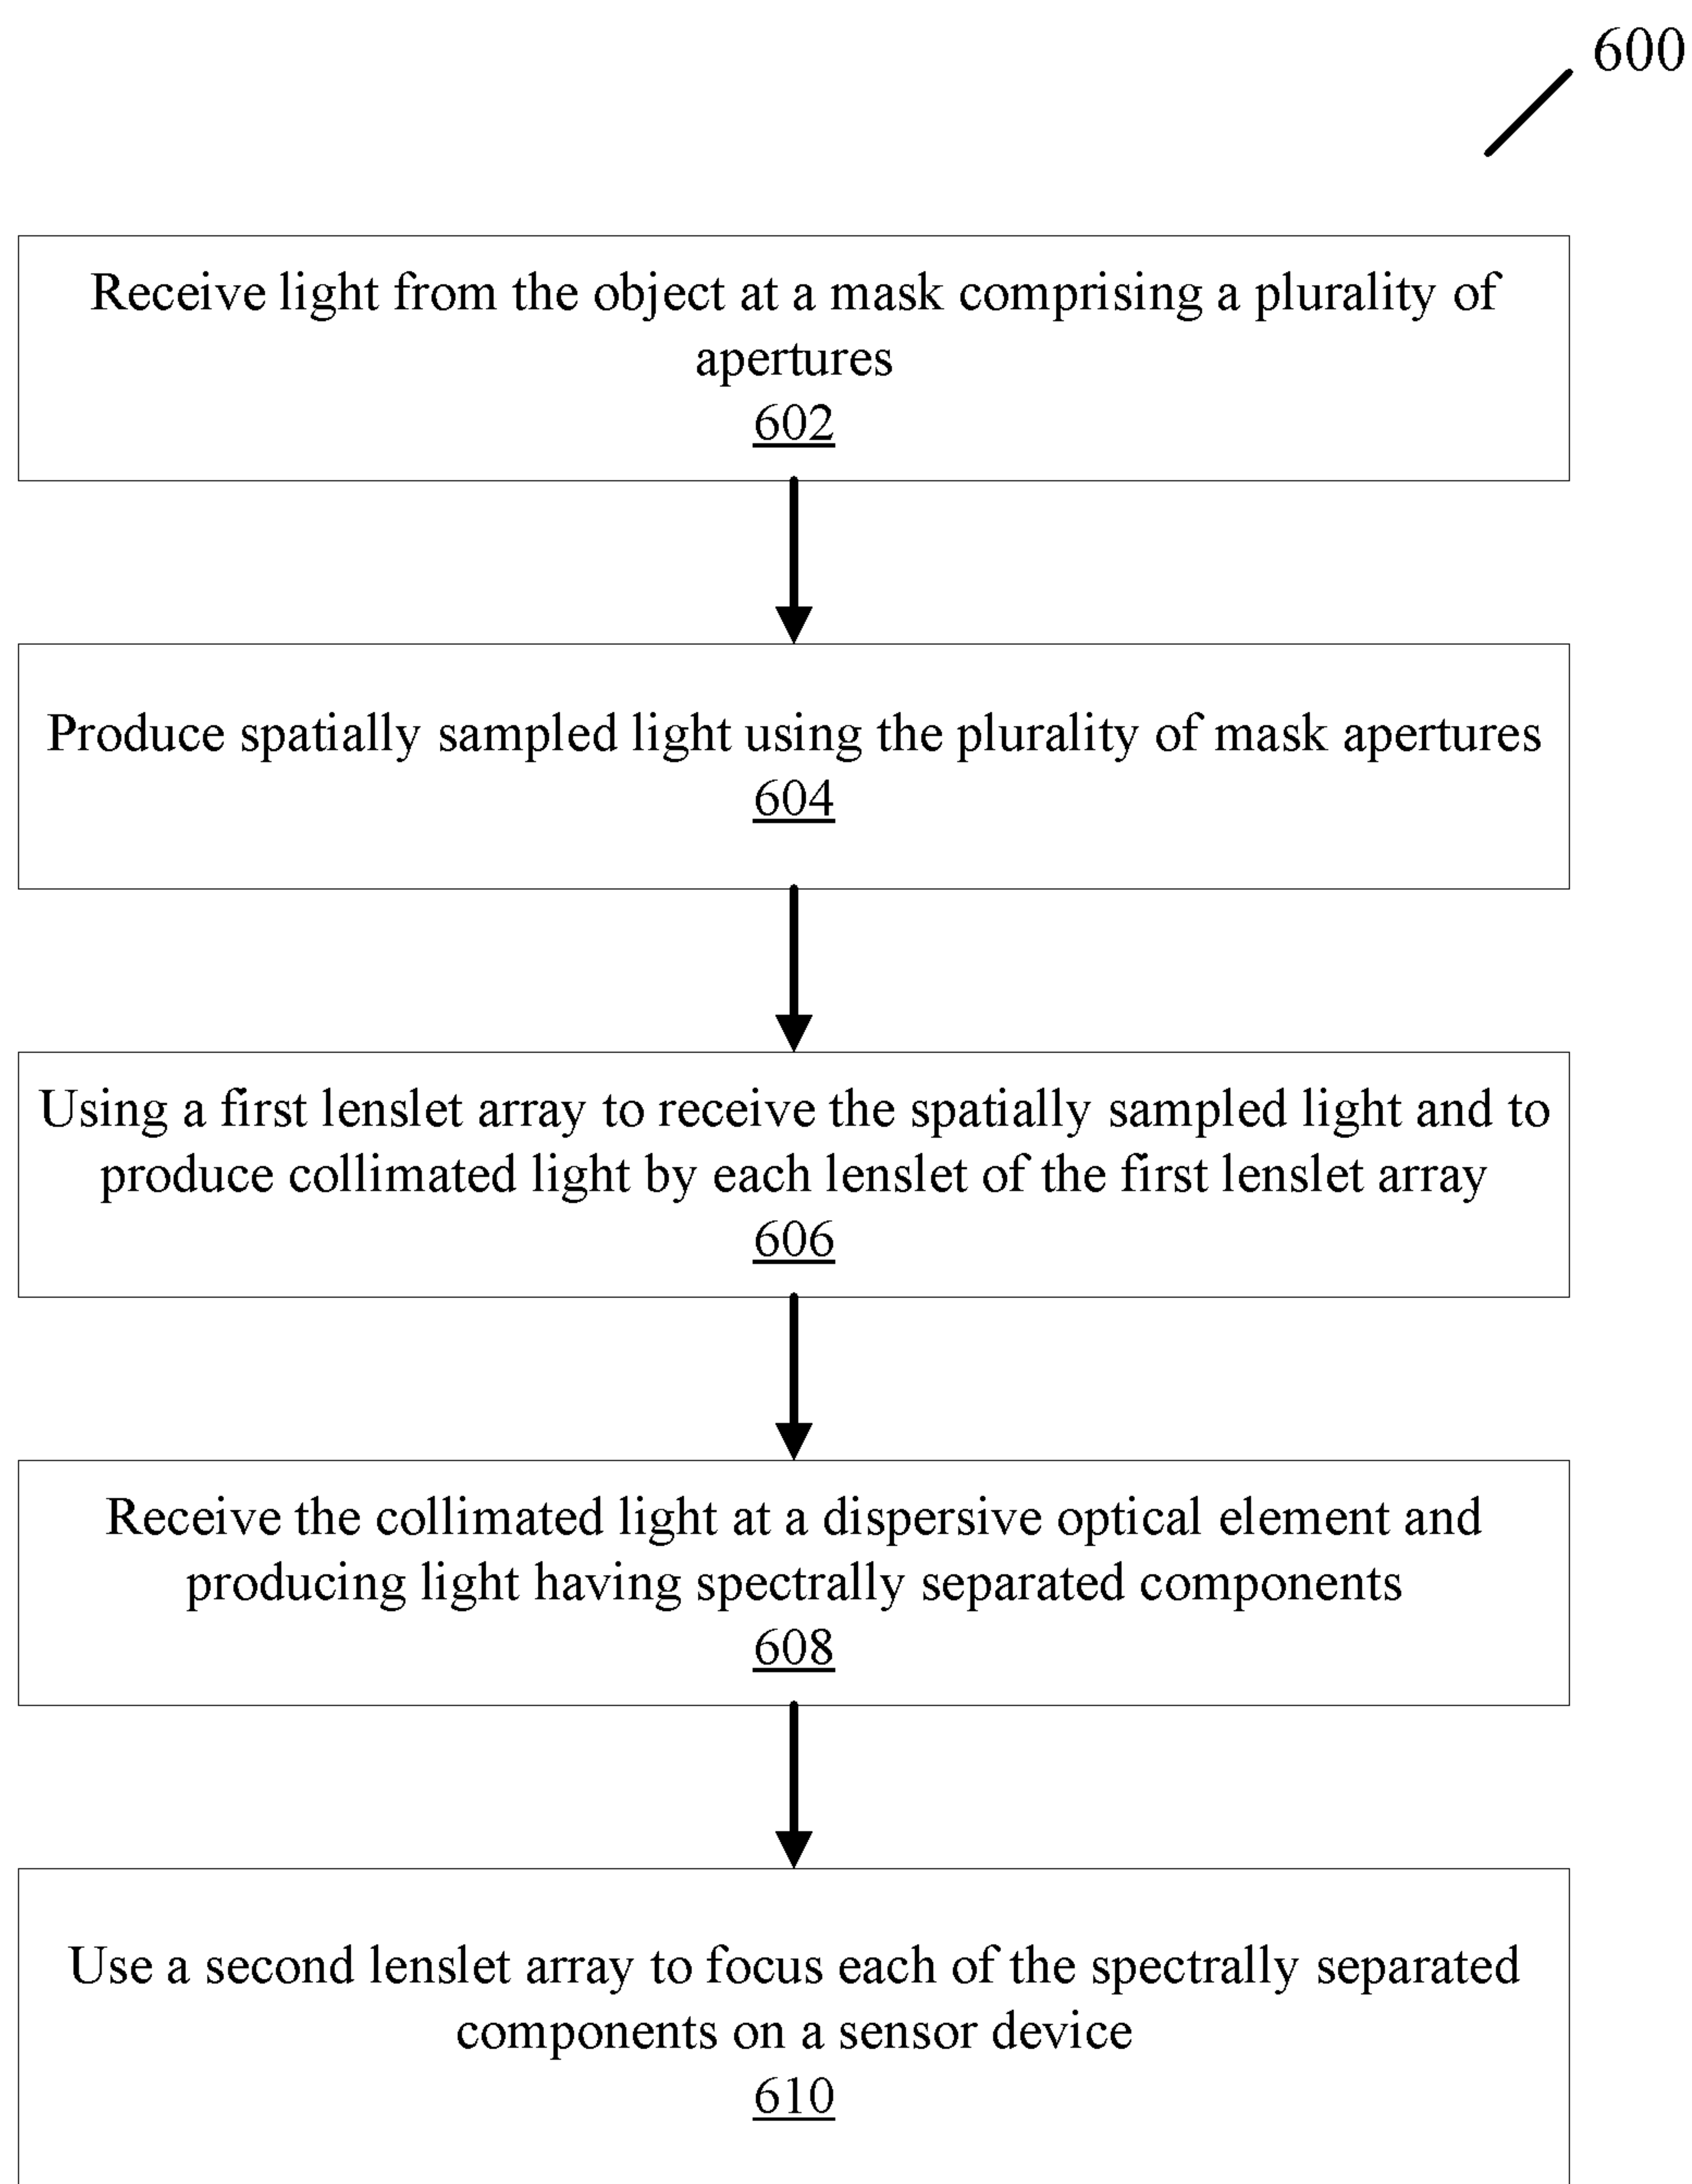 600
Receive light from the object at a mask comprising a plurality of
apertures
602
Produce spatially sampled light using the plurality of mask apertures
604
Using a first lenslet array to receive the spatially sampled light and to
produce collimated light by each lenslet of the first lenslet array
606
Receive the collimated light at a dispersive optical element and
producing light having spectrally separated components
608
Use a second lenslet array to focus each of the spectrally separated
components on a sensor device
610